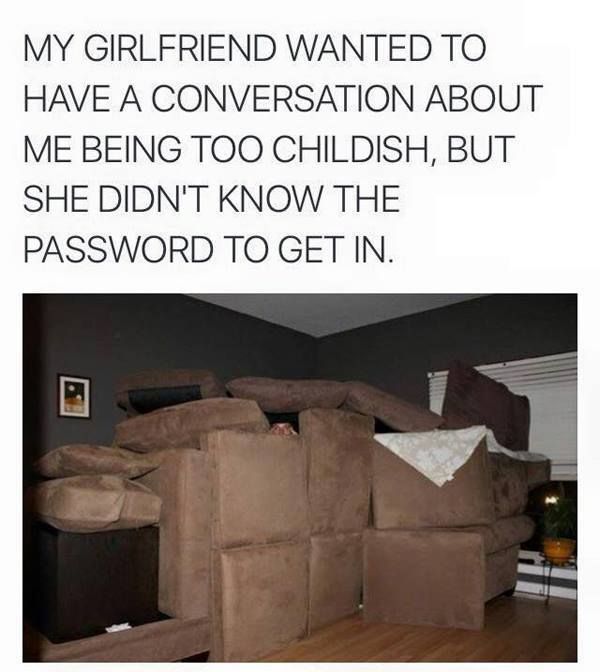 MY GIRLFRIEND WANTED TO
HAVE A CONVERSATION ABOUT
ME BEING TOO CHILDISH, BUT
SHE DIDN'T KNOW THE
PASSWORD TO GET IN.